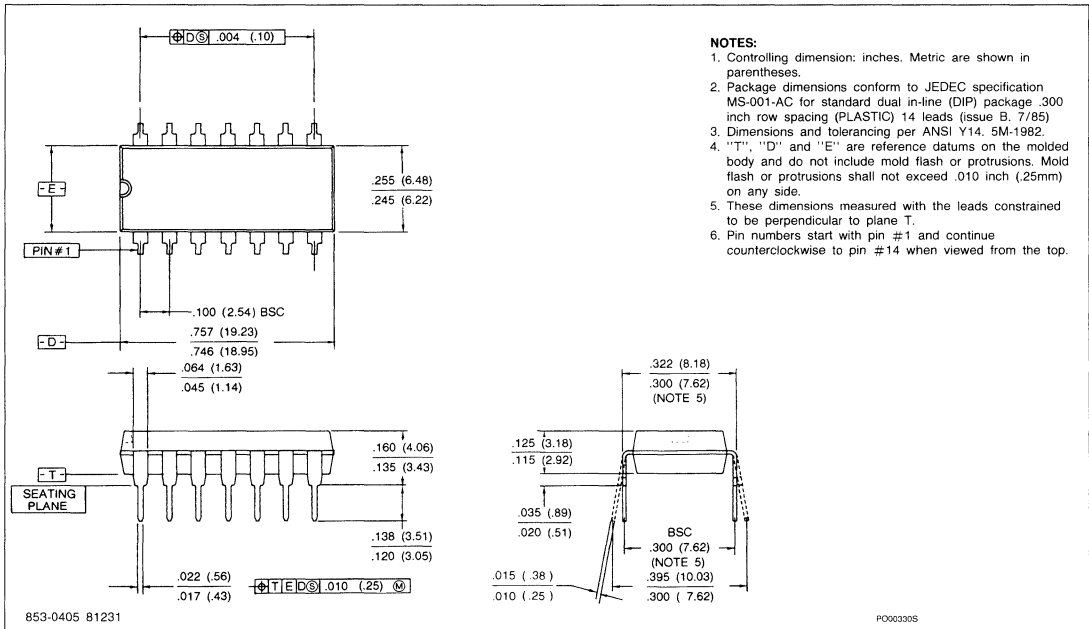 ⌖ D Ⓢ .004 (.10)
NOTES:
1. Controlling dimension: inches. Metric are shown in
parentheses.
2. Package dimensions conform to JEDEC specification
MS-001-AC for standard dual in-line (DIP) package .300
inch row spacing (PLASTIC) 14 leads (issue B. 7/85)
3. Dimensions and tolerancing per ANSI Y14. 5M-1982.
4. "T", "D" and "E" are reference datums on the molded
body and do not include mold flash or protrusions. Mold
flash or protrusions shall not exceed .010 inch (.25mm)
on any side.
5. These dimensions measured with the leads constrained
to be perpendicular to plane T.
6. Pin numbers start with pin #1 and continue
counterclockwise to pin #14 when viewed from the top.
- E -
.255 (6.48)
.245 (6.22)
PIN #1
.100 (2.54) BSC
- D -
.757 (19.23)
.746 (18.95)
.064 (1.63)
.045 (1.14)
.160 (4.06)
.135 (3.43)
- T -
SEATING
PLANE
.138 (3.51)
.120 (3.05)
.022 (.56)
.017 (.43)
⌖ T E D Ⓢ .010 (.25) Ⓜ
.322 (8.18)
.300 (7.62)
(NOTE 5)
.125 (3.18)
.115 (2.92)
.035 (.89)
.020 (.51)
BSC
.300 (7.62)
(NOTE 5)
.395 (10.03)
.300 ( 7.62)
.015 ( .38 )
.010 ( .25 )
853-0405 81231
PO00330S